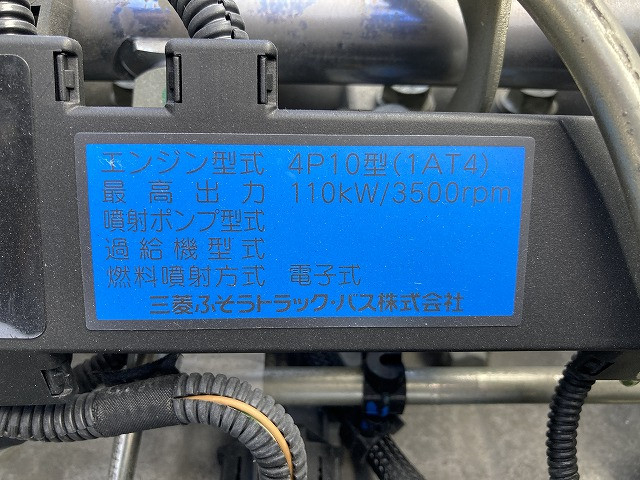 エンジン型式 4P10型(1AT4)
最高出力 110kW/3500rpm
噴射ポンプ型式
過給機型式
燃料噴射方式 電子式
三菱ふそうトラック・バス株式会社